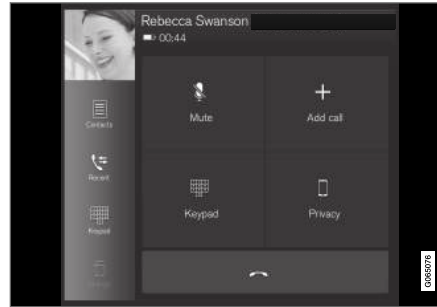 Rebecca Swanson
00:44
Contacts
Mute
Add call
Recent
Keypad
Keypad
Privacy
G065076